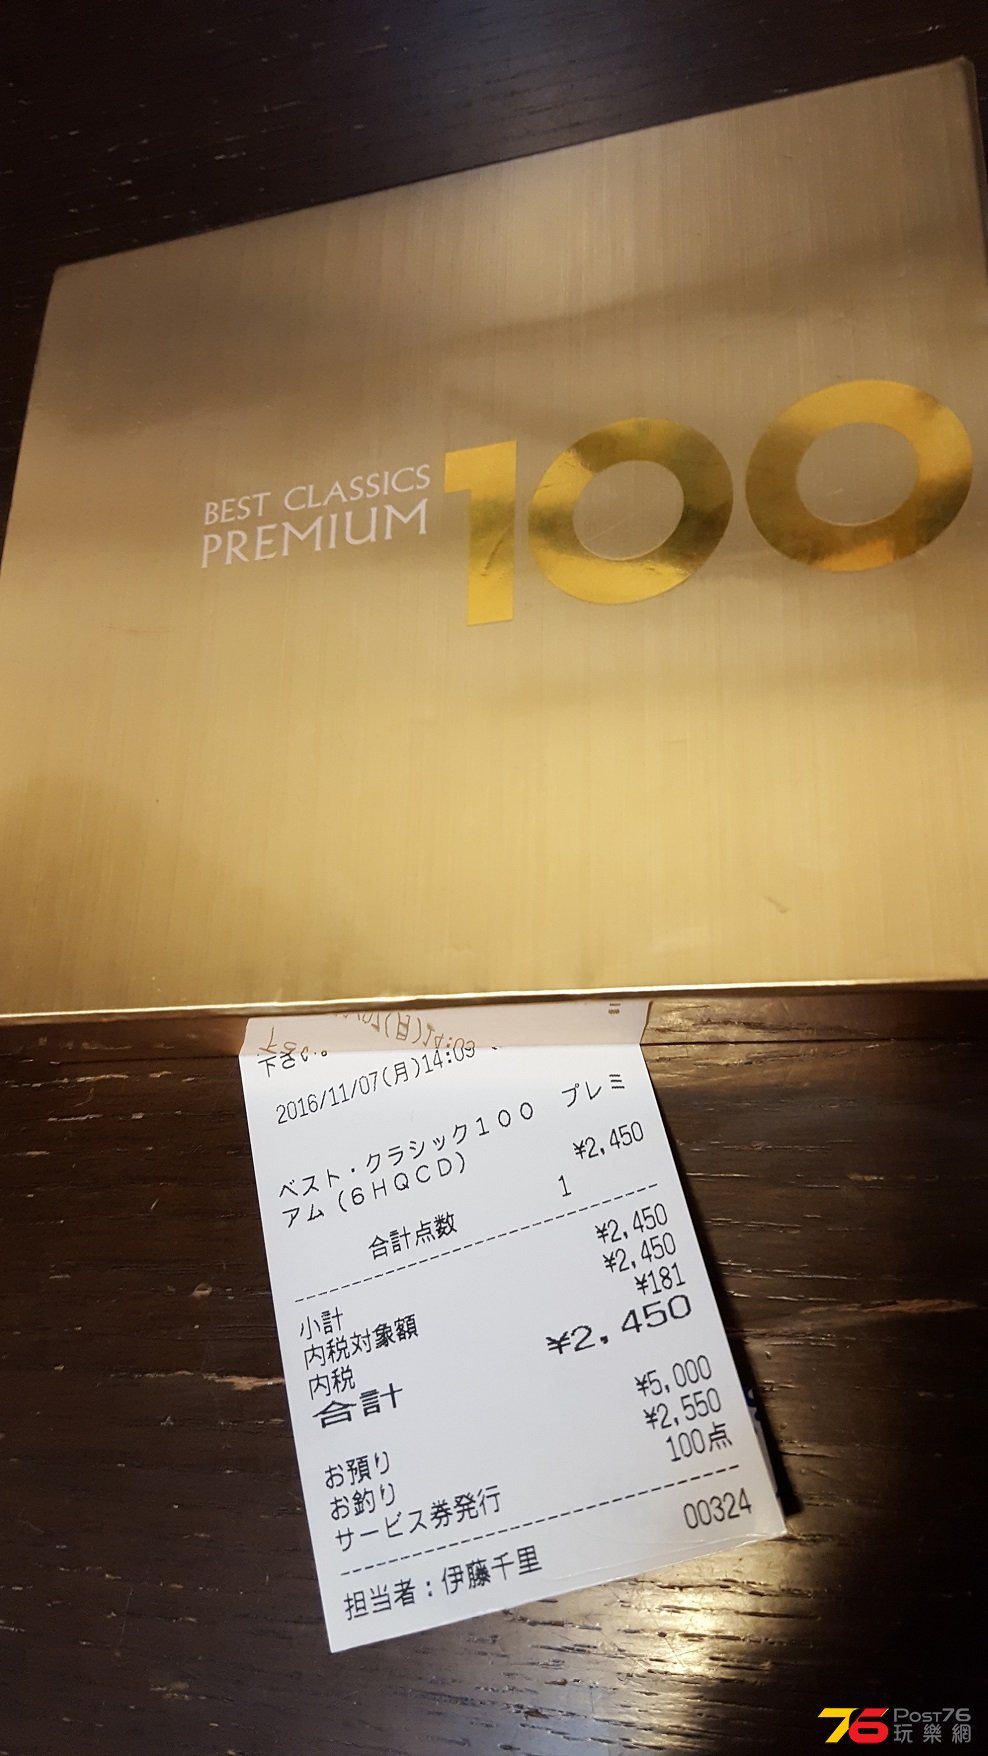 BEST CLASSICS
PREMIUM
100
下さい。
2016/11/07(月)14:09
ベスト・クラシック100 プレミ
アム(6HQCD) ¥2,450
合計点数 1
小計 ¥2,450
内税対象額 ¥2,450
内税 ¥181
合計 ¥2,450
お預り ¥5,000
お釣り ¥2,550
サービス券発行 100点
00324
担当者:伊藤千里
76 Post76
玩樂網